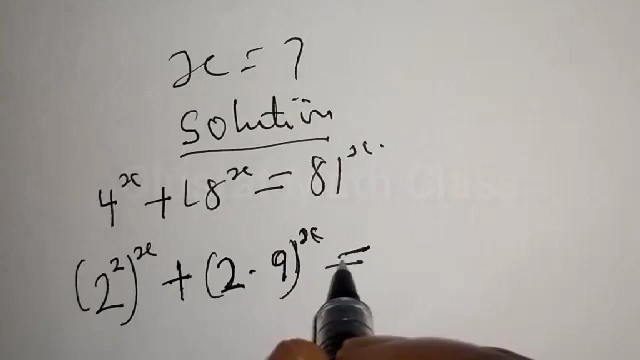 x = ?
Solution
4^x + 18^x = 81^x.
(2^2)^x + (2 · 9)^x =